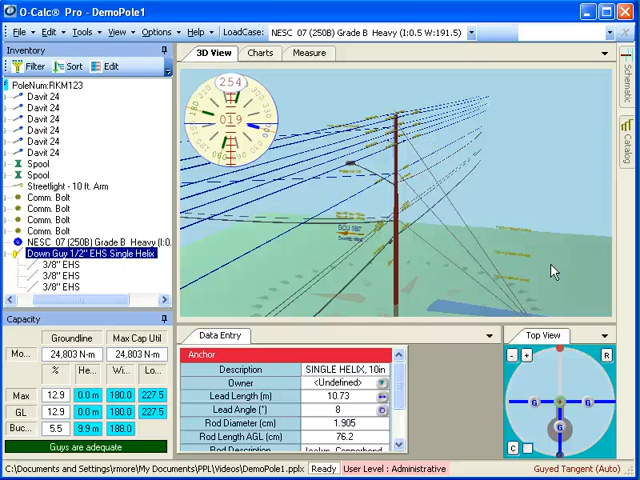 O-Calc® Pro - DemoPole1
File Edit Tools View Options Help LoadCase: NESC 07 (250B) Grade B Heavy (I:0.5 W:191.5)
Inventory
Filter Sort Edit
PoleNum:RKM123
Davit 24
Davit 24
Davit 24
Davit 24
Davit 24
Davit 24
Spool
Spool
Streetlight - 10 ft. Arm
Comm. Bolt
Comm. Bolt
Comm. Bolt
Comm. Bolt
NESC 07 (250B) Grade B Heavy (I:0.
Down Guy 1/2" EHS Single Helix
3/8" EHS
3/8" EHS
3/8" EHS
Capacity
Groundline Max Cap Util
Mo... 24,803 N-m 24,803 N-m
% He... Wi... Lo...
Max 12.9 0.0 m 180.0 227.5
GL 12.9 0.0 m 180.0 227.5
Buc... 5.5 9.9 m 180.0
Guys are adequate
3D View Charts Measure
254
019
Schematic
Catalog
Data Entry
Anchor
Description SINGLE HELIX, 10in
Owner <Undefined>
Lead Length (m) 10.73
Lead Angle (°) 8
Rod Diameter (cm) 1.905
Rod Length AGL (cm) 76.2
Top View
- + R
G G
G
C
C:\Documents and Settings\rmore\My Documents\PPL\Videos\DemoPole1.pplx Ready User Level : Administrative Guyed Tangent (Auto)